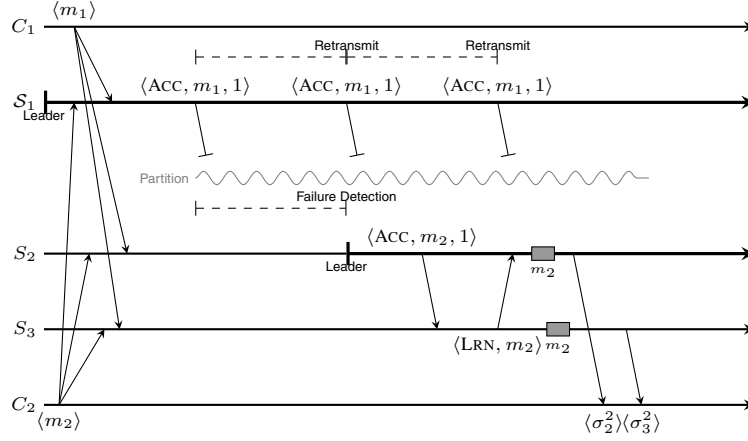 ⟨m₁⟩
C₁
Retransmit Retransmit
⟨ACC, m₁, 1⟩ ⟨ACC, m₁, 1⟩ ⟨ACC, m₁, 1⟩
S₁
Leader
Partition
Failure Detection
⟨ACC, m₂, 1⟩
S₂
Leader
m₂
S₃
⟨LRN, m₂⟩ m₂
C₂
⟨m₂⟩ ⟨σ₂²⟩⟨σ₃²⟩